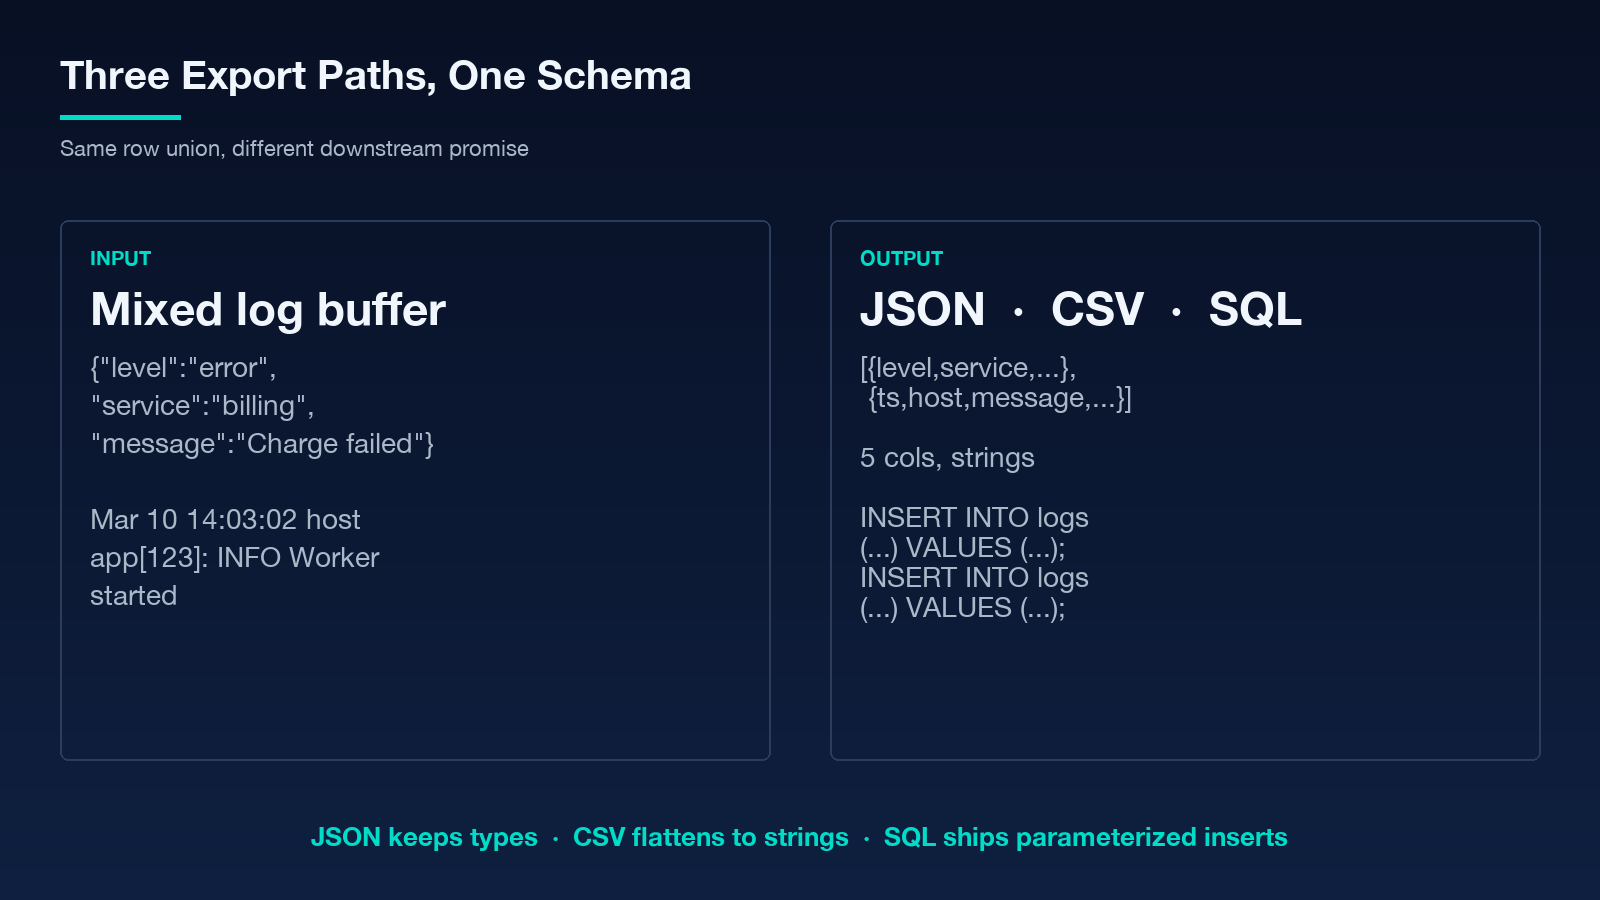 Three Export Paths, One Schema
Same row union, different downstream promise
INPUT
Mixed log buffer
{"level":"error",
"service":"billing",
"message":"Charge failed"}
Mar 10 14:03:02 host
app[123]: INFO Worker
started
OUTPUT
JSON · CSV · SQL
[{level,service,...},
{ts,host,message,...}]
5 cols, strings
INSERT INTO logs
(...) VALUES (...);
INSERT INTO logs
(...) VALUES (...);
JSON keeps types · CSV flattens to strings · SQL ships parameterized inserts